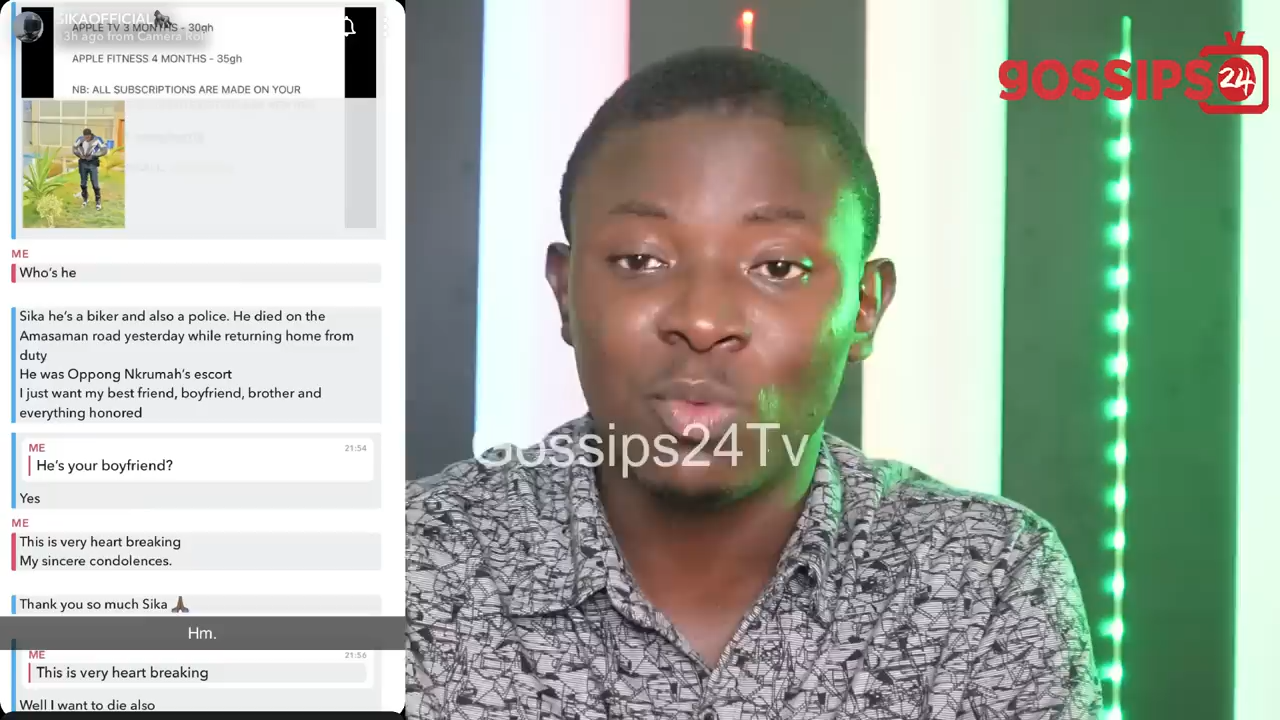 SIKAOFFICIAL
3h ago from Camera Roll
APPLE TV 3 MONTHS - 30gh
APPLE FITNESS 4 MONTHS - 35gh
NB: ALL SUBSCRIPTIONS ARE MADE ON YOUR
ME
Who's he
Sika he's a biker and also a police. He died on the
Amasaman road yesterday while returning home from
duty
He was Oppong Nkrumah's escort
I just want my best friend, boyfriend, brother and
everything honored
ME 21:54
He's your boyfriend?
Yes
ME
This is very heart breaking
My sincere condolences.
Thank you so much Sika 🙏🏾
Hm.
ME 21:56
This is very heart breaking
Well I want to die also
GOSSIPS 24
Gossips24Tv